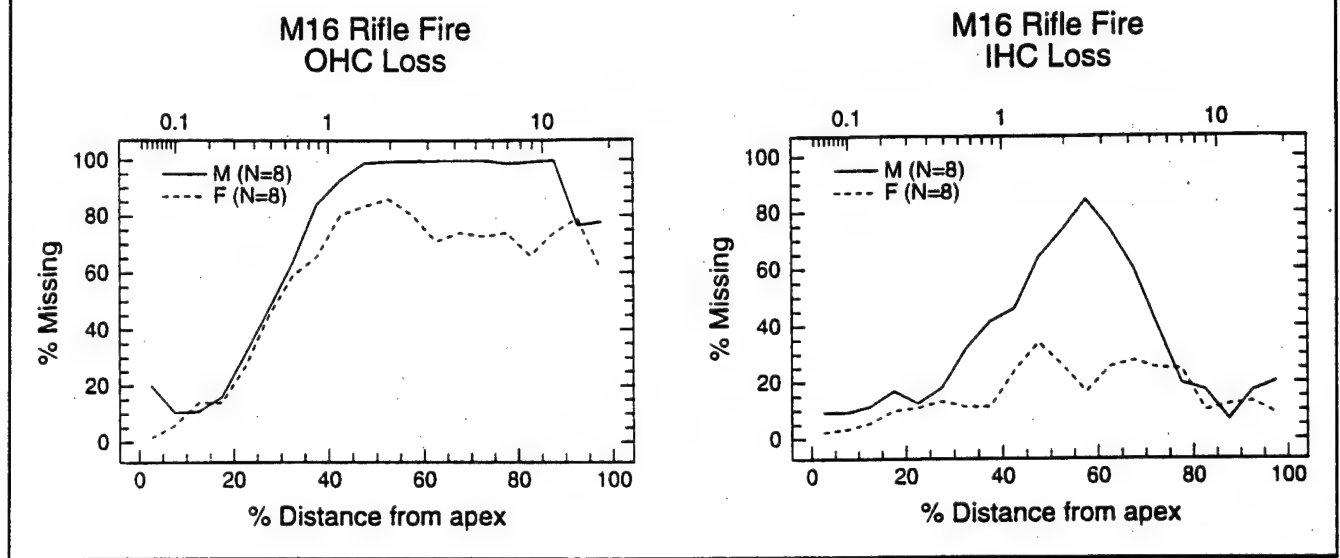 M16 Rifle Fire
OHC Loss
0.1 1 10
100
80
60
40
20
0
% Missing
M (N=8)
F (N=8)
0 20 40 60 80 100
% Distance from apex
M16 Rifle Fire
IHC Loss
0.1 1 10
100
80
60
40
20
0
% Missing
M (N=8)
F (N=8)
0 20 40 60 80 100
% Distance from apex